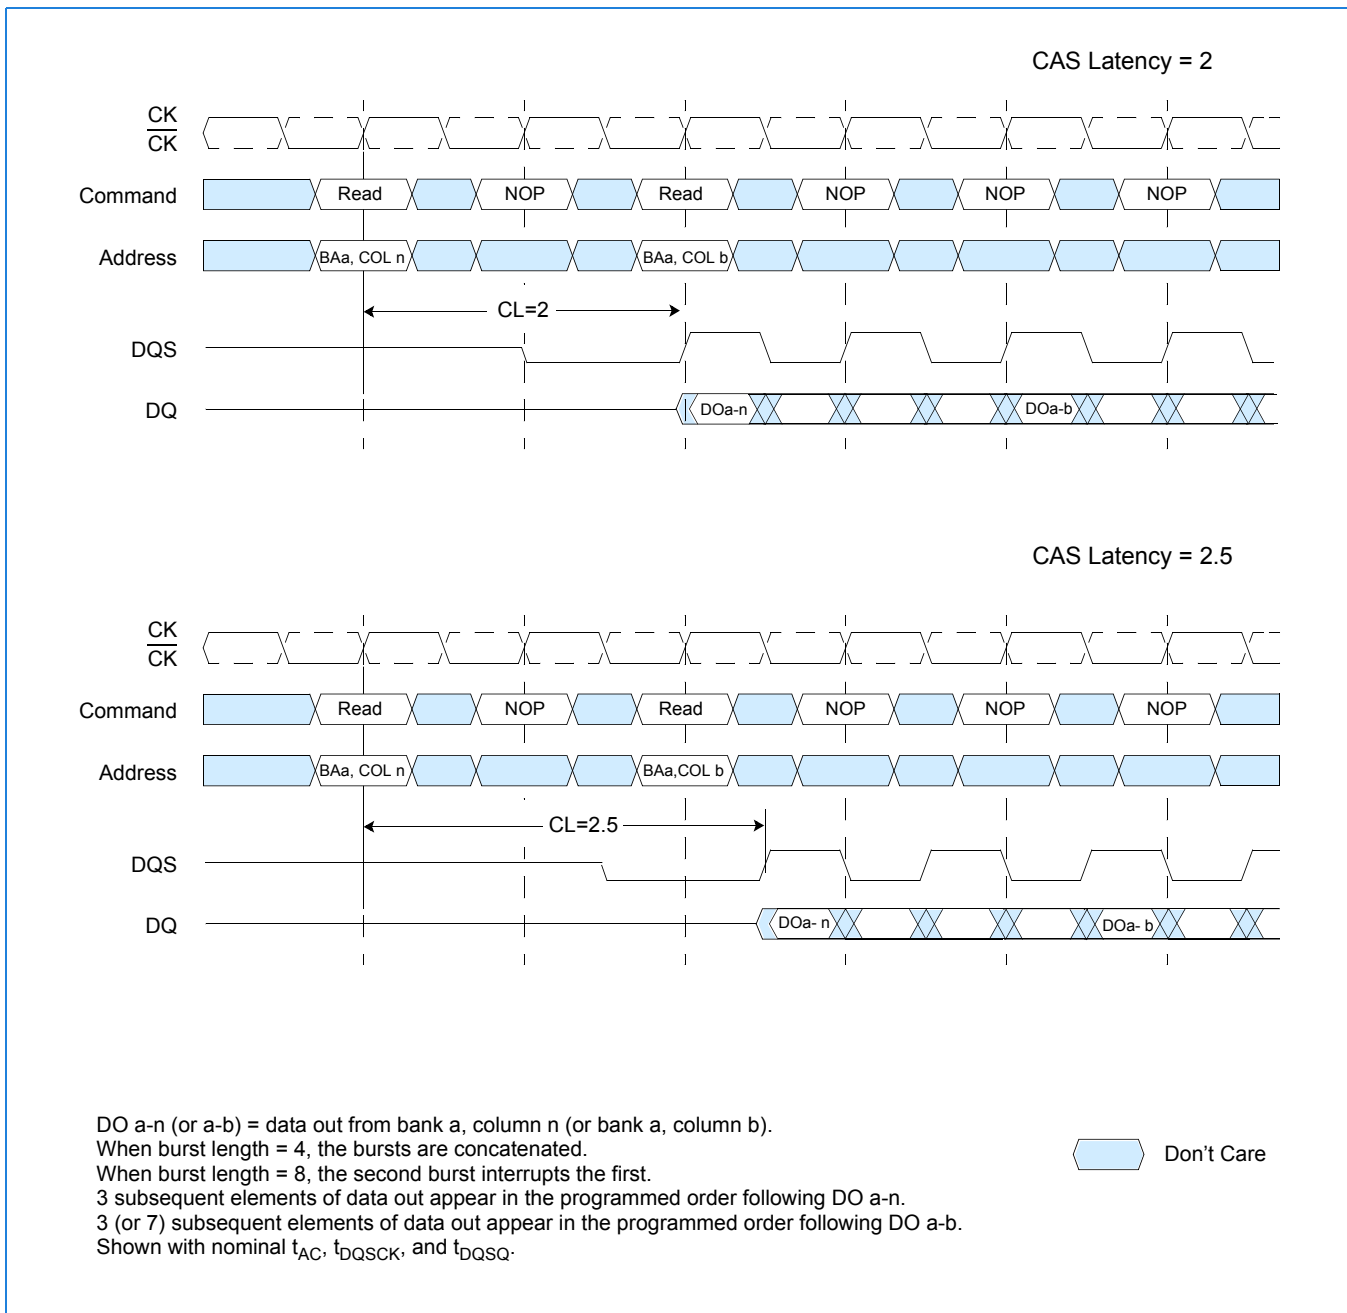 CAS Latency = 2
CK
CK
Command Read NOP Read NOP NOP NOP
Address BAa, COL n BAa, COL b
CL=2
DQS
DQ DOa-n DOa-b
CAS Latency = 2.5
CK
CK
Command Read NOP Read NOP NOP NOP
Address BAa, COL n BAa,COL b
CL=2.5
DQS
DQ DOa- n DOa- b
DO a-n (or a-b) = data out from bank a, column n (or bank a, column b).
When burst length = 4, the bursts are concatenated.
When burst length = 8, the second burst interrupts the first.
3 subsequent elements of data out appear in the programmed order following DO a-n.
3 (or 7) subsequent elements of data out appear in the programmed order following DO a-b.
Shown with nominal tAC, tDQSCK, and tDQSQ.
Don't Care